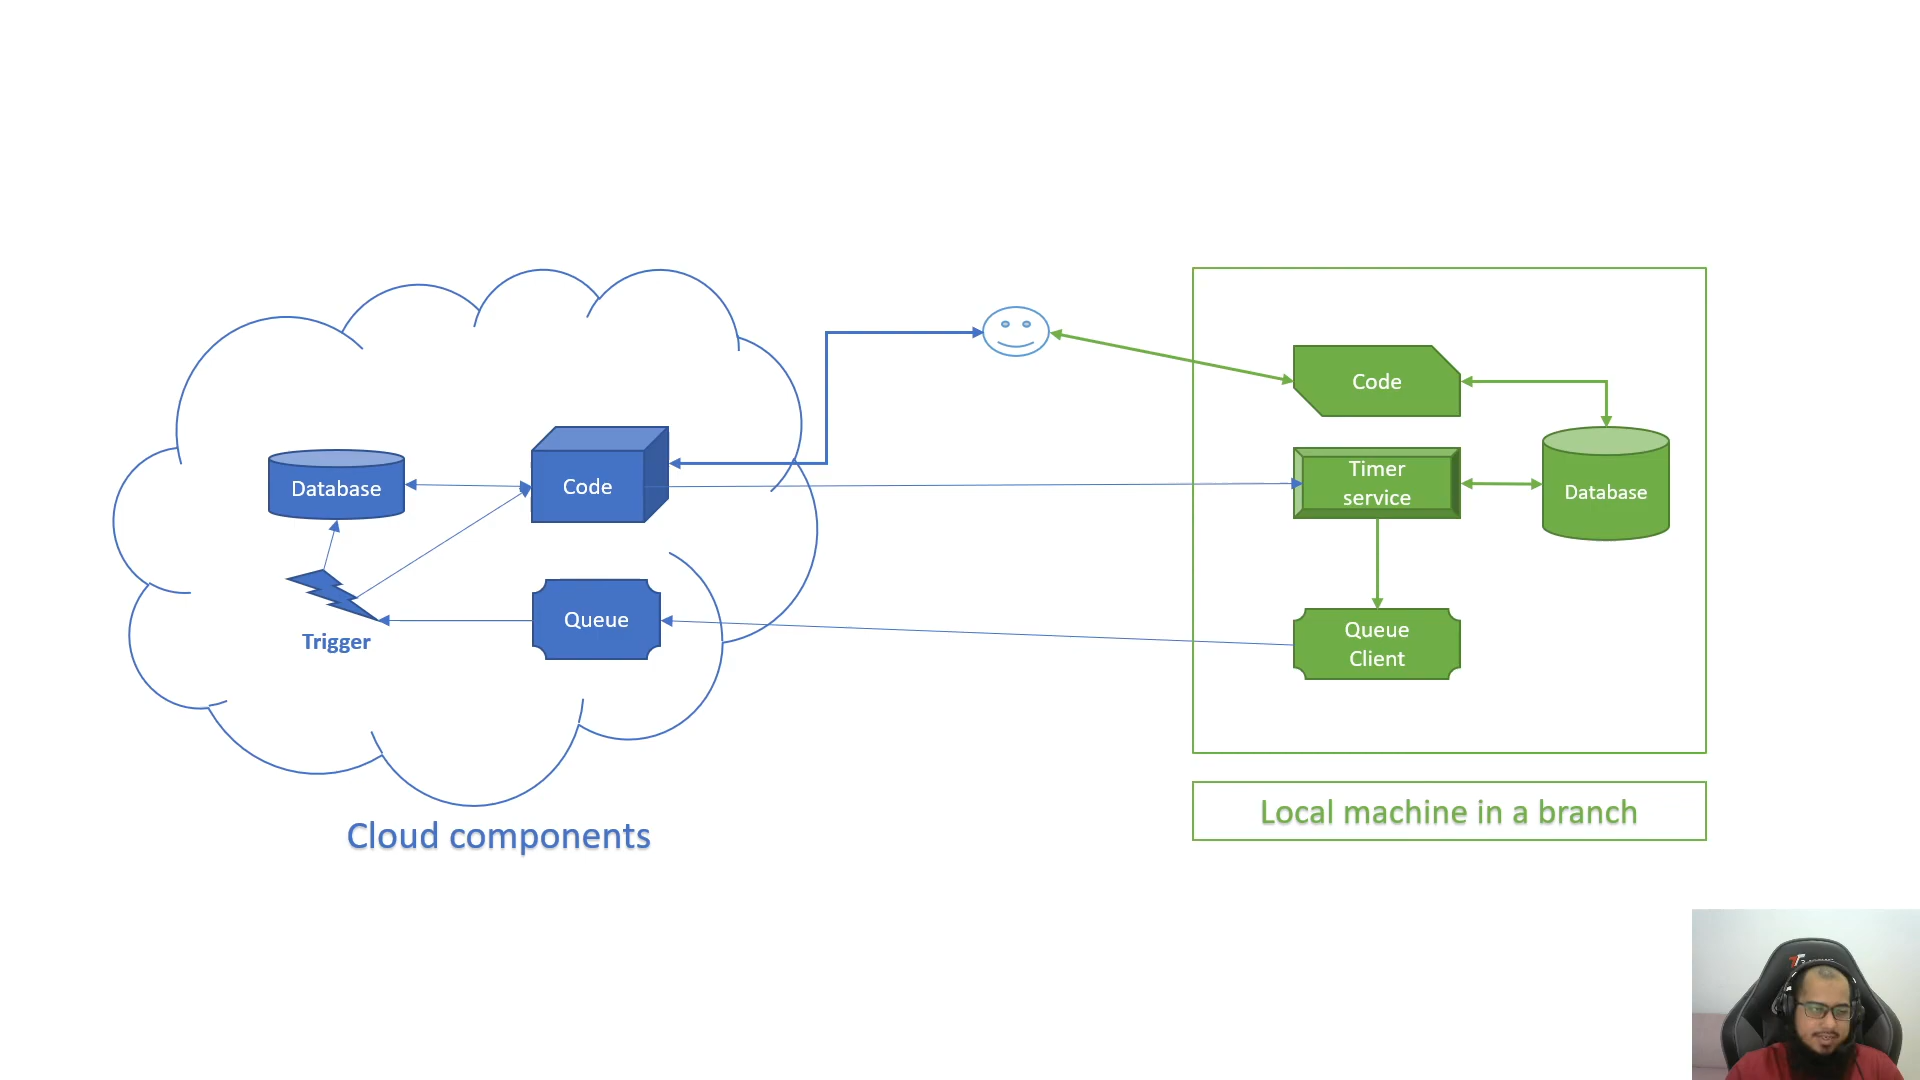 Database
Code
Trigger
Queue
Cloud components
Code
Timer
service
Database
Queue
Client
Local machine in a branch